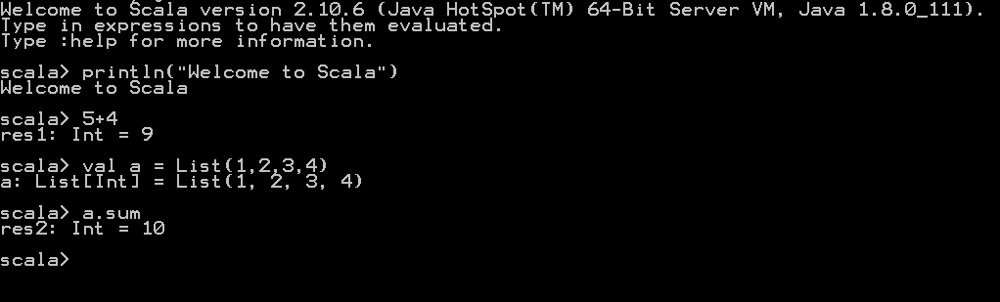 Welcome to Scala version 2.10.6 (Java HotSpot(TM) 64-Bit Server VM, Java 1.8.0_111).
Type in expressions to have them evaluated.
Type :help for more information.
scala> println("Welcome to Scala")
Welcome to Scala
scala> 5+4
res1: Int = 9
scala> val a = List(1,2,3,4)
a: List[Int] = List(1, 2, 3, 4)
scala> a.sum
res2: Int = 10
scala>